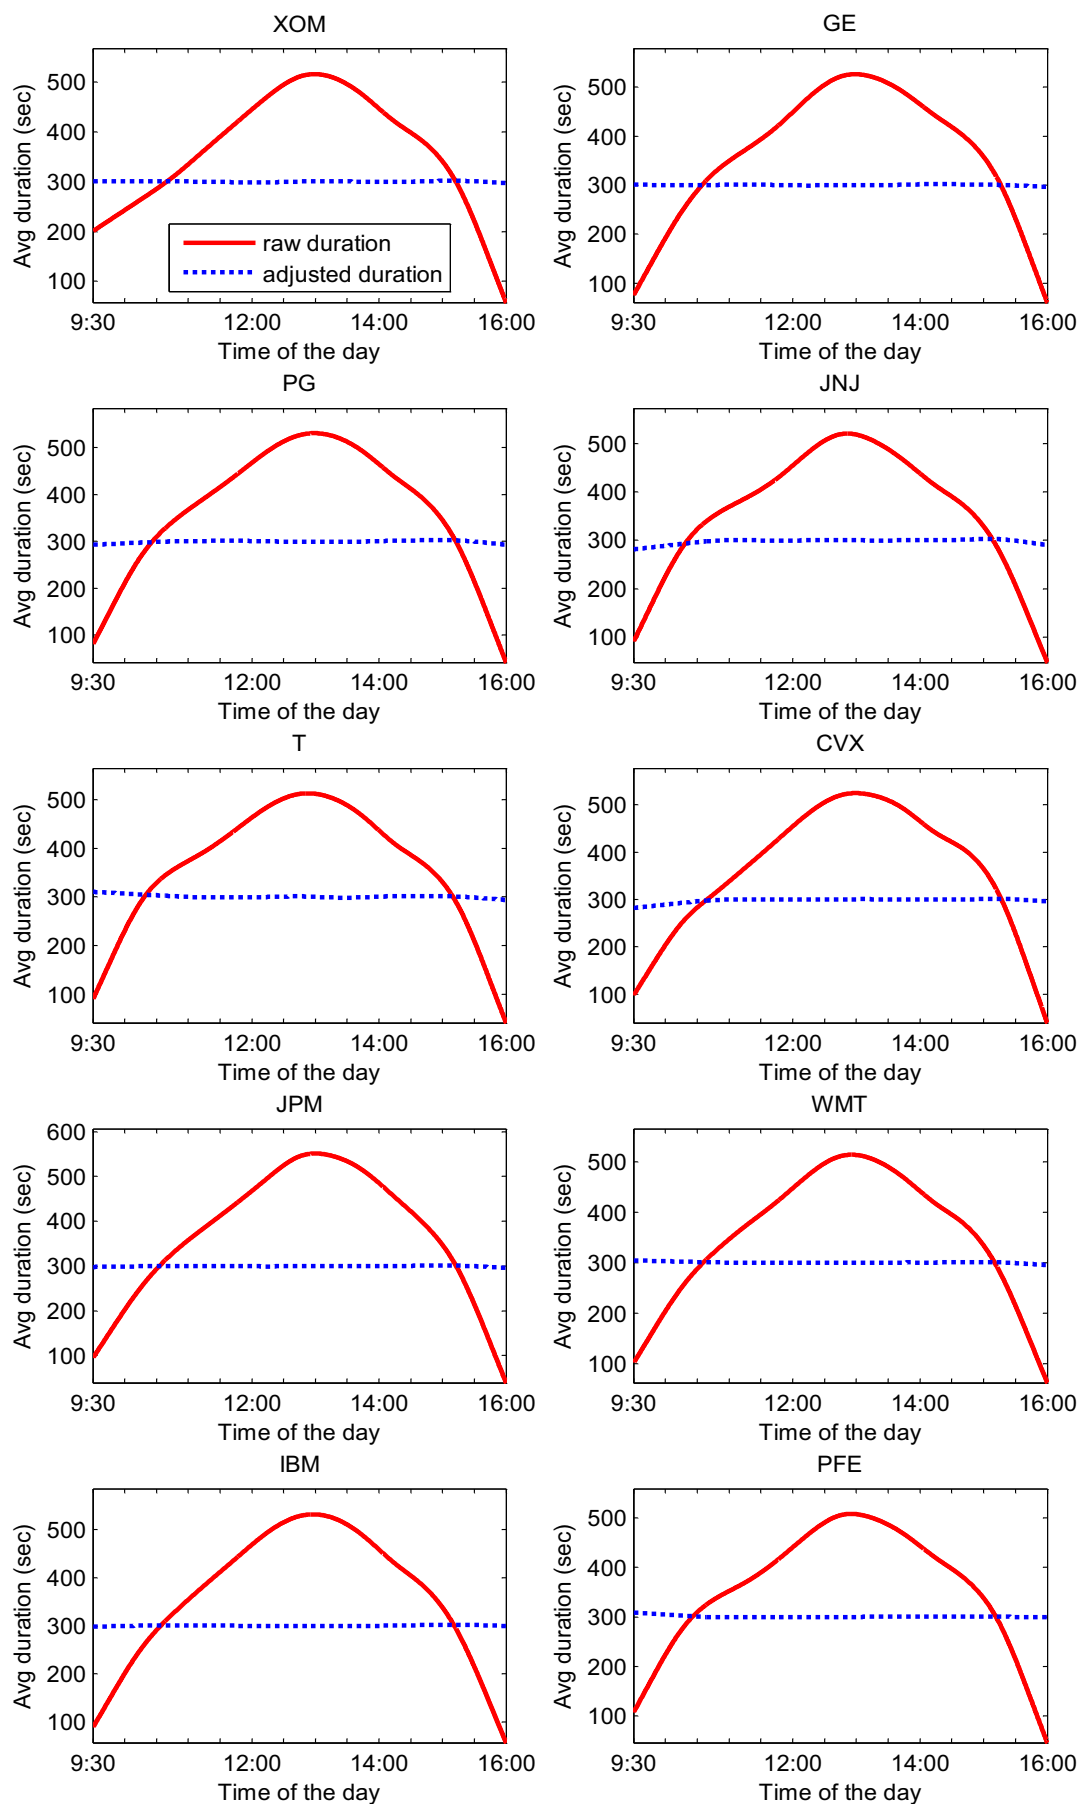 XOM
Avg duration (sec)
500
400
300
200
100
raw duration
adjusted duration
9:30 12:00 14:00 16:00
Time of the day
GE
Avg duration (sec)
500
400
300
200
100
9:30 12:00 14:00 16:00
Time of the day
PG
Avg duration (sec)
500
400
300
200
100
9:30 12:00 14:00 16:00
Time of the day
JNJ
Avg duration (sec)
500
400
300
200
100
9:30 12:00 14:00 16:00
Time of the day
T
Avg duration (sec)
500
400
300
200
100
9:30 12:00 14:00 16:00
Time of the day
CVX
Avg duration (sec)
500
400
300
200
100
9:30 12:00 14:00 16:00
Time of the day
JPM
Avg duration (sec)
600
500
400
300
200
100
9:30 12:00 14:00 16:00
Time of the day
WMT
Avg duration (sec)
500
400
300
200
100
9:30 12:00 14:00 16:00
Time of the day
IBM
Avg duration (sec)
500
400
300
200
100
9:30 12:00 14:00 16:00
Time of the day
PFE
Avg duration (sec)
500
400
300
200
100
9:30 12:00 14:00 16:00
Time of the day